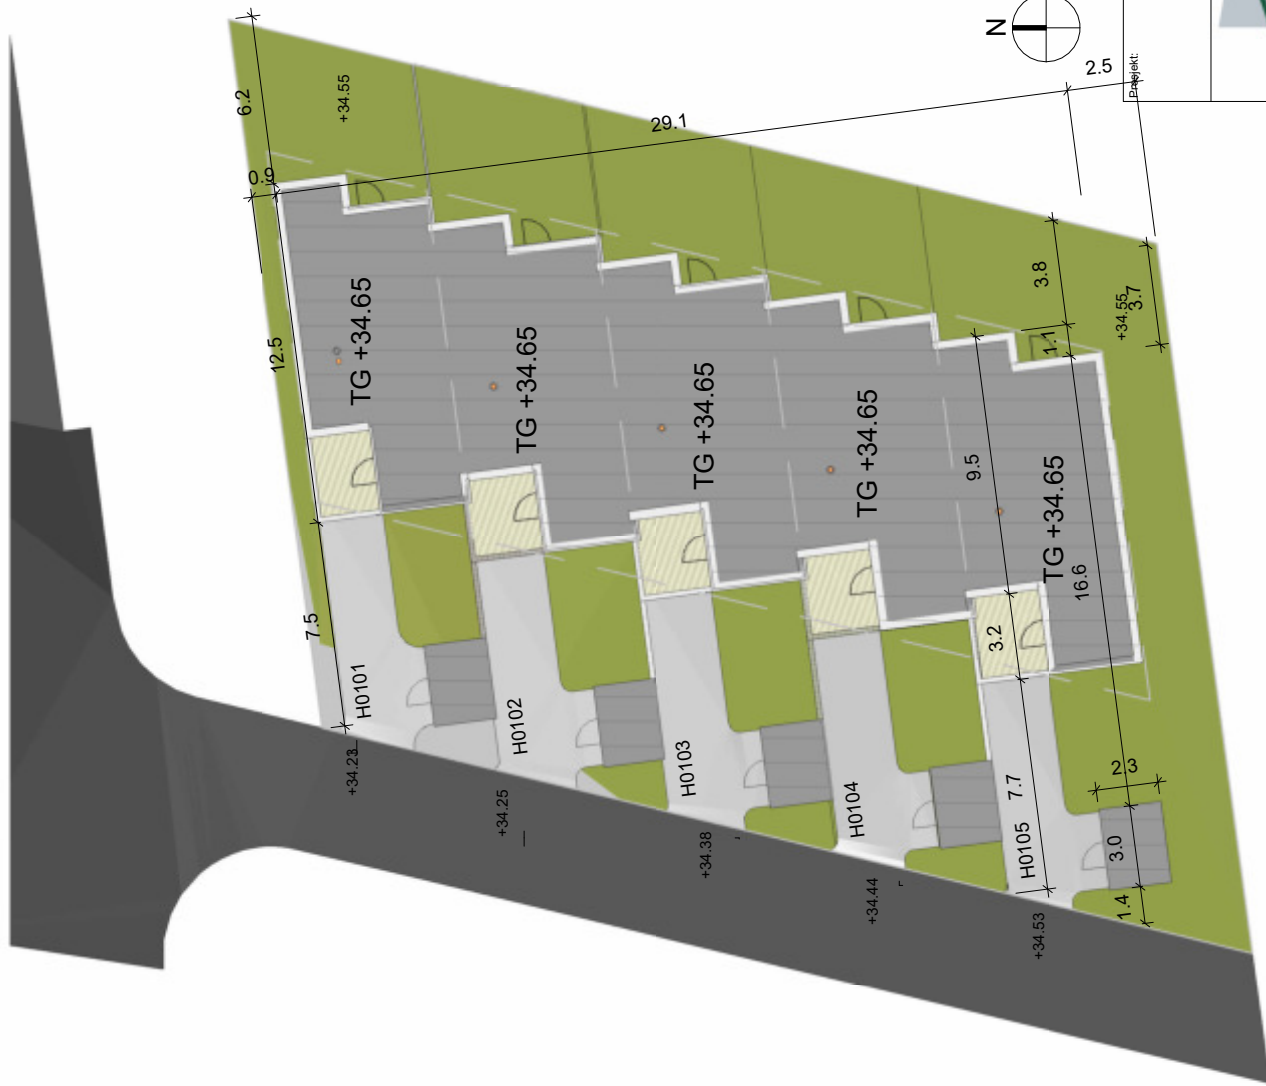 N
Projekt:
2.5
29.1
6.2
+34.55
0.9
3.8
3.7
+34.55
1.1
12.5
TG +34.65
TG +34.65
TG +34.65
TG +34.65
TG +34.65
9.5
16.6
3.2
7.5
7.7
2.3
3.0
1.4
H0101
H0102
H0103
H0104
H0105
+34.23
+34.25
+34.38
+34.44
+34.53